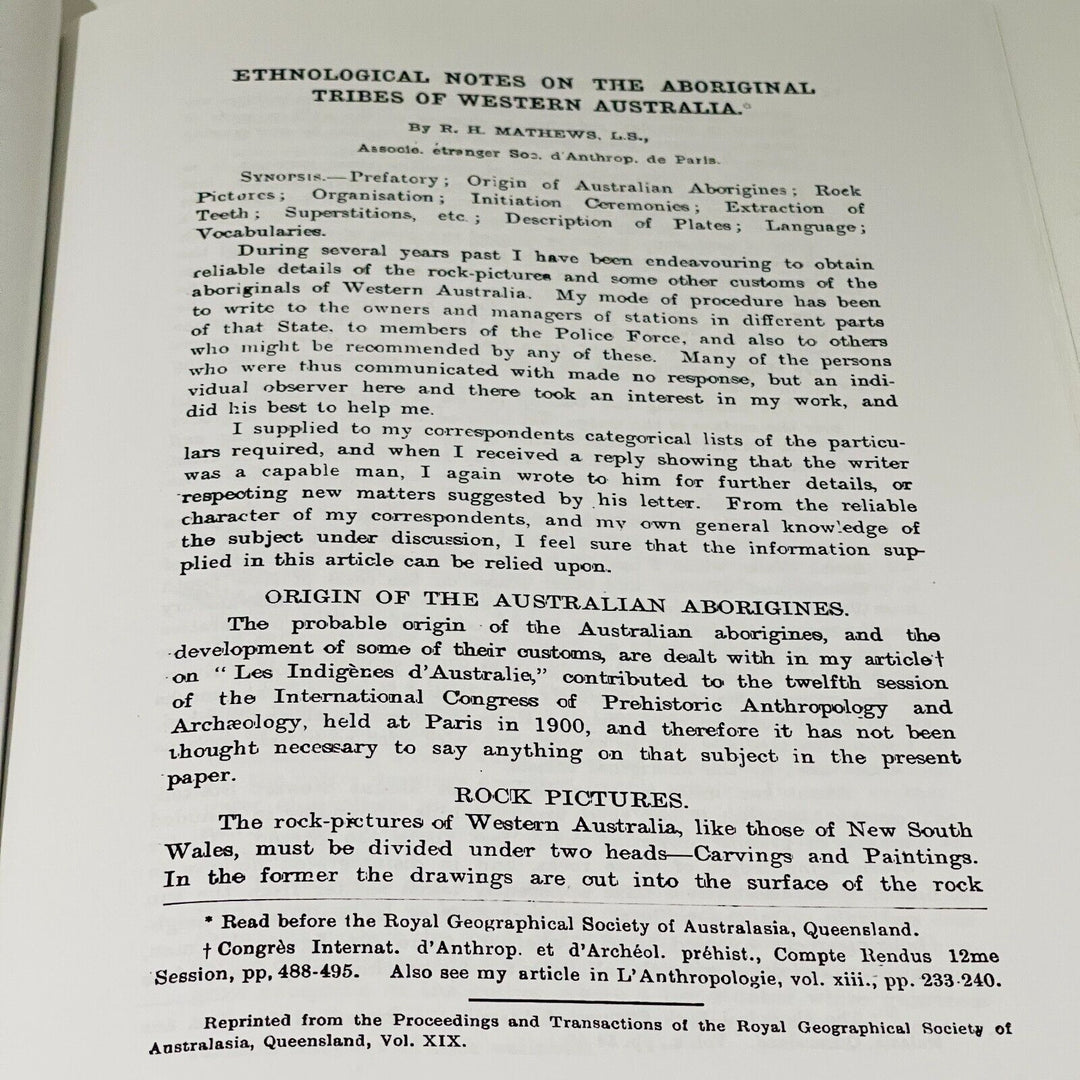 ETHNOLOGICAL NOTES ON THE ABORIGINAL
TRIBES OF WESTERN AUSTRALIA.*
By R. H. MATHEWS, L.S.,
Associé. étranger Soc. d'Anthrop. de Paris.
SYNOPSIS.—Prefatory; Origin of Australian Aborigines; Rock
Pictures; Organisation; Initiation Ceremonies; Extraction of
Teeth; Superstitions, etc.; Description of Plates; Language;
Vocabularies.
During several years past I have been endeavouring to obtain
reliable details of the rock-pictures and some other customs of the
aboriginals of Western Australia. My mode of procedure has been
to write to the owners and managers of stations in different parts
of that State, to members of the Police Force, and also to others
who might be recommended by any of these. Many of the persons
who were thus communicated with made no response, but an indi-
vidual observer here and there took an interest in my work, and
did his best to help me.
I supplied to my correspondents categorical lists of the particu-
lars required, and when I received a reply showing that the writer
was a capable man, I again wrote to him for further details, or
respecting new matters suggested by his letter. From the reliable
character of my correspondents, and my own general knowledge of
the subject under discussion, I feel sure that the information sup-
plied in this article can be relied upon.
ORIGIN OF THE AUSTRALIAN ABORIGINES.
The probable origin of the Australian aborigines, and the
development of some of their customs, are dealt with in my article†
on "Les Indigènes d'Australie," contributed to the twelfth session
of the International Congress of Prehistoric Anthropology and
Archæology, held at Paris in 1900, and therefore it has not been
thought necessary to say anything on that subject in the present
paper.
ROCK PICTURES.
The rock-pictures of Western Australia, like those of New South
Wales, must be divided under two heads—Carvings and Paintings.
In the former the drawings are cut into the surface of the rock
* Read before the Royal Geographical Society of Australasia, Queensland.
† Congrès Internat. d'Anthrop. et d'Archéol. préhist., Compte Rendus 12me
Session, pp, 488-495. Also see my article in L'Anthropologie, vol. xiii., pp. 233-240.
Reprinted from the Proceedings and Transactions of the Royal Geographical Society of
Australasia, Queensland, Vol. XIX.